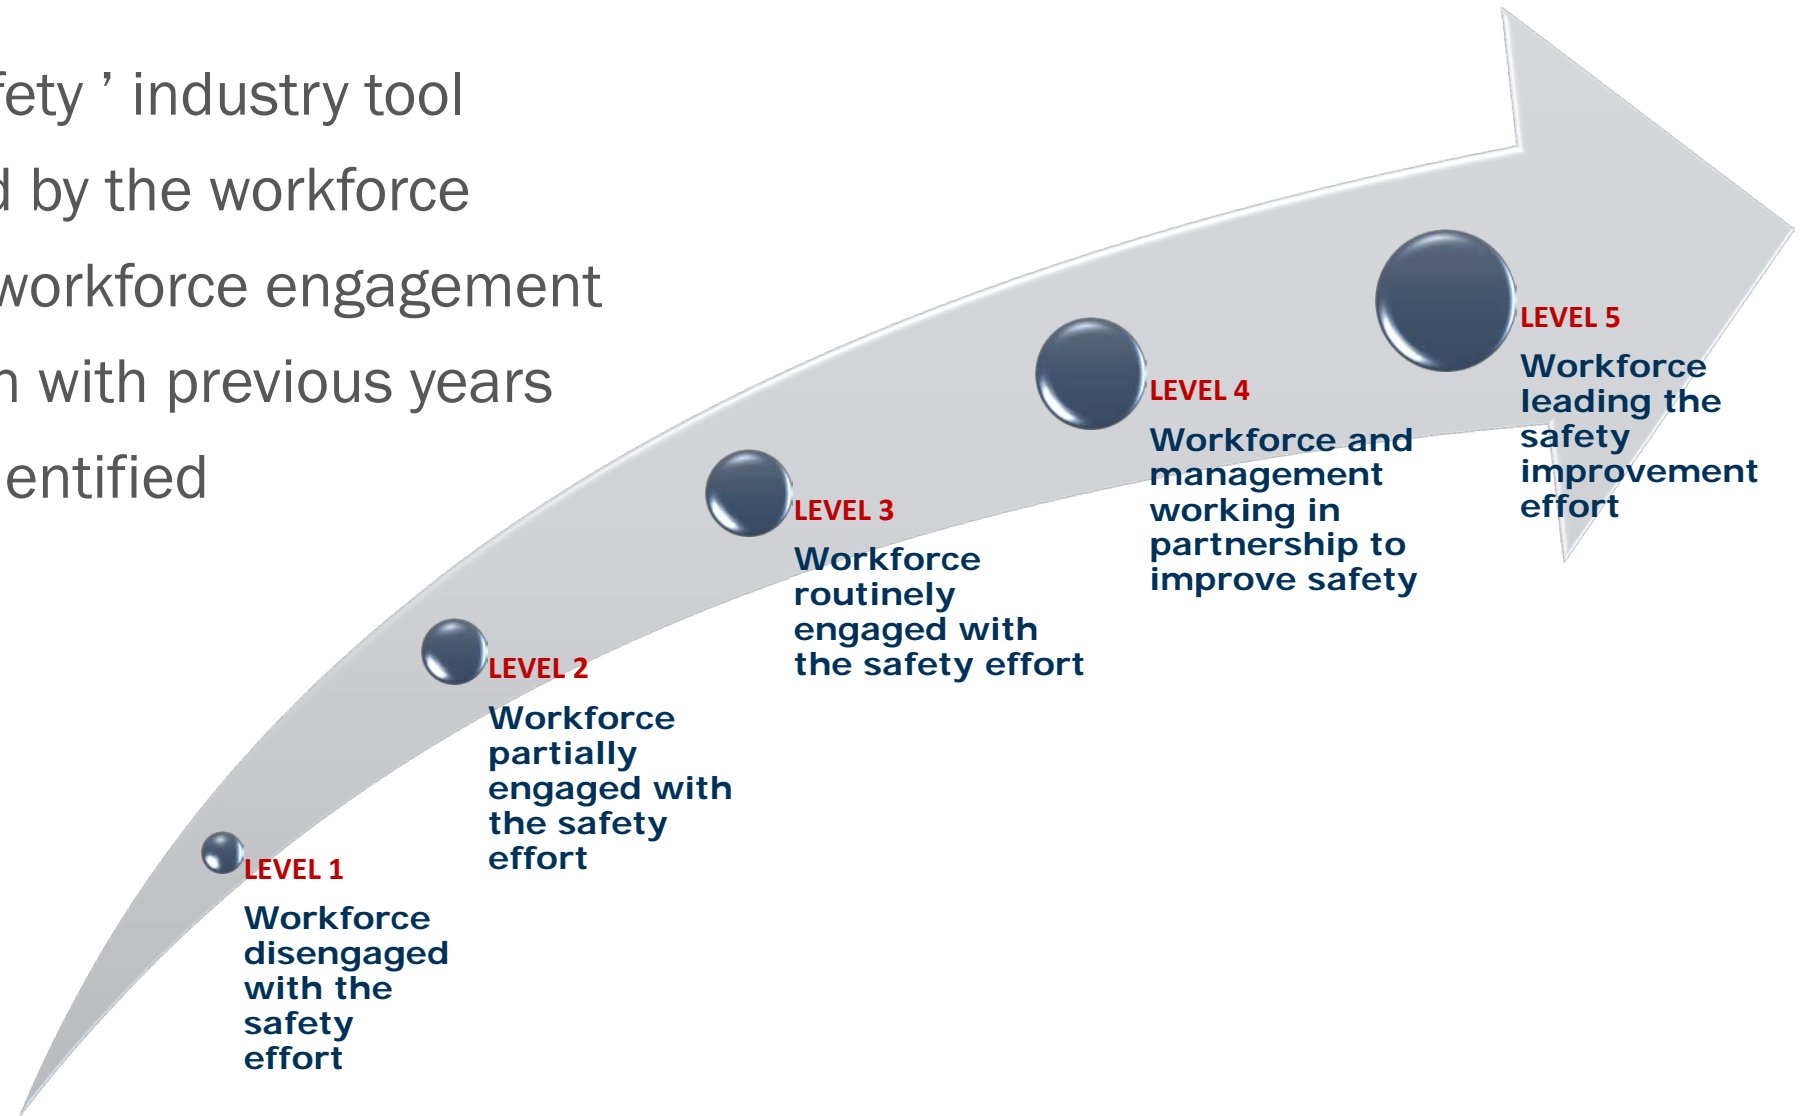 fety ’ industry tool
d by the workforce
workforce engagement
n with previous years
entified
LEVEL 1
Workforce
disengaged
with the
safety
effort
LEVEL 2
Workforce
partially
engaged with
the safety
effort
LEVEL 3
Workforce
routinely
engaged with
the safety effort
LEVEL 4
Workforce and
management
working in
partnership to
improve safety
LEVEL 5
Workforce
leading the
safety
improvement
effort